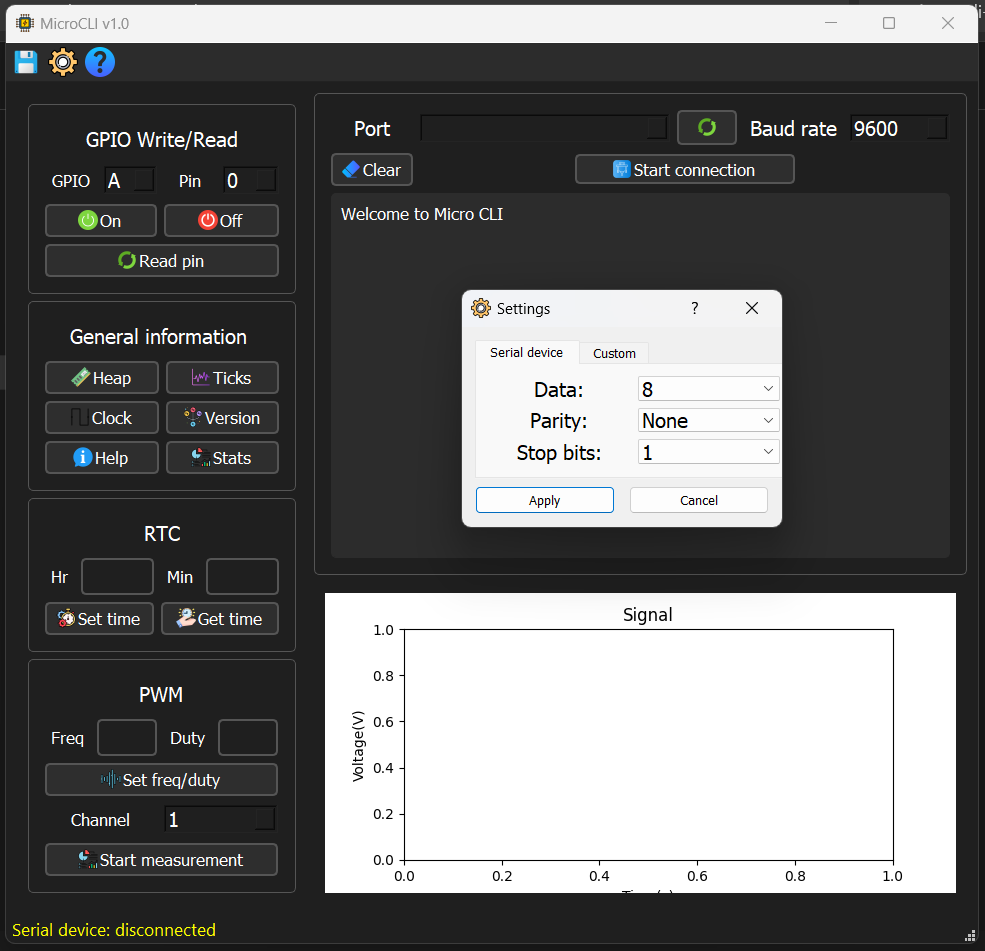 MicroCLI v1.0
GPIO Write/Read
GPIO A Pin 0
On Off
Read pin
General information
Heap Ticks
Clock Version
Help Stats
RTC
Hr Min
Set time Get time
PWM
Freq Duty
Set freq/duty
Channel 1
Start measurement
Port Baud rate 9600
Clear Start connection
Welcome to Micro CLI
Settings ?
Serial device Custom
Data: 8
Parity: None
Stop bits: 1
Apply Cancel
Signal
Voltage(V)
1.0
0.8
0.6
0.4
0.2
0.0
0.0 0.2 0.4 0.6 0.8 1.0
Serial device: disconnected